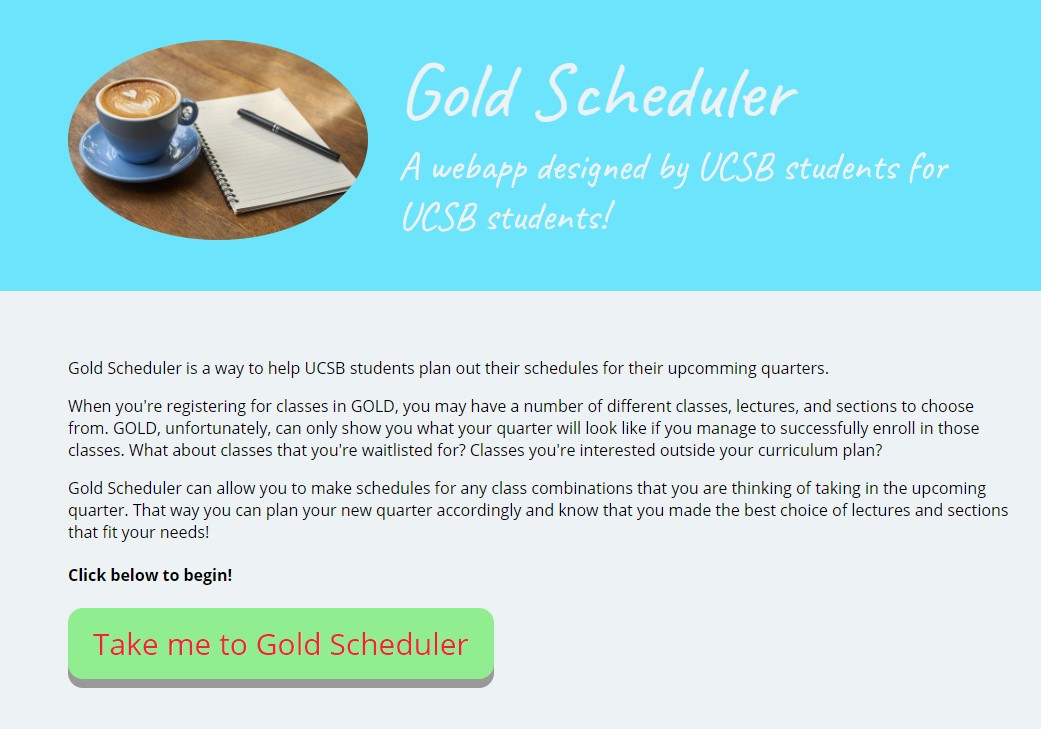 Gold Scheduler
A webapp designed by UCSB students for
UCSB students!
Gold Scheduler is a way to help UCSB students plan out their schedules for their upcomming quarters.
When you're registering for classes in GOLD, you may have a number of different classes, lectures, and sections to choose
from. GOLD, unfortunately, can only show you what your quarter will look like if you manage to successfully enroll in those
classes. What about classes that you're waitlisted for? Classes you're interested outside your curriculum plan?
Gold Scheduler can allow you to make schedules for any class combinations that you are thinking of taking in the upcoming
quarter. That way you can plan your new quarter accordingly and know that you made the best choice of lectures and sections
that fit your needs!
Click below to begin!
Take me to Gold Scheduler